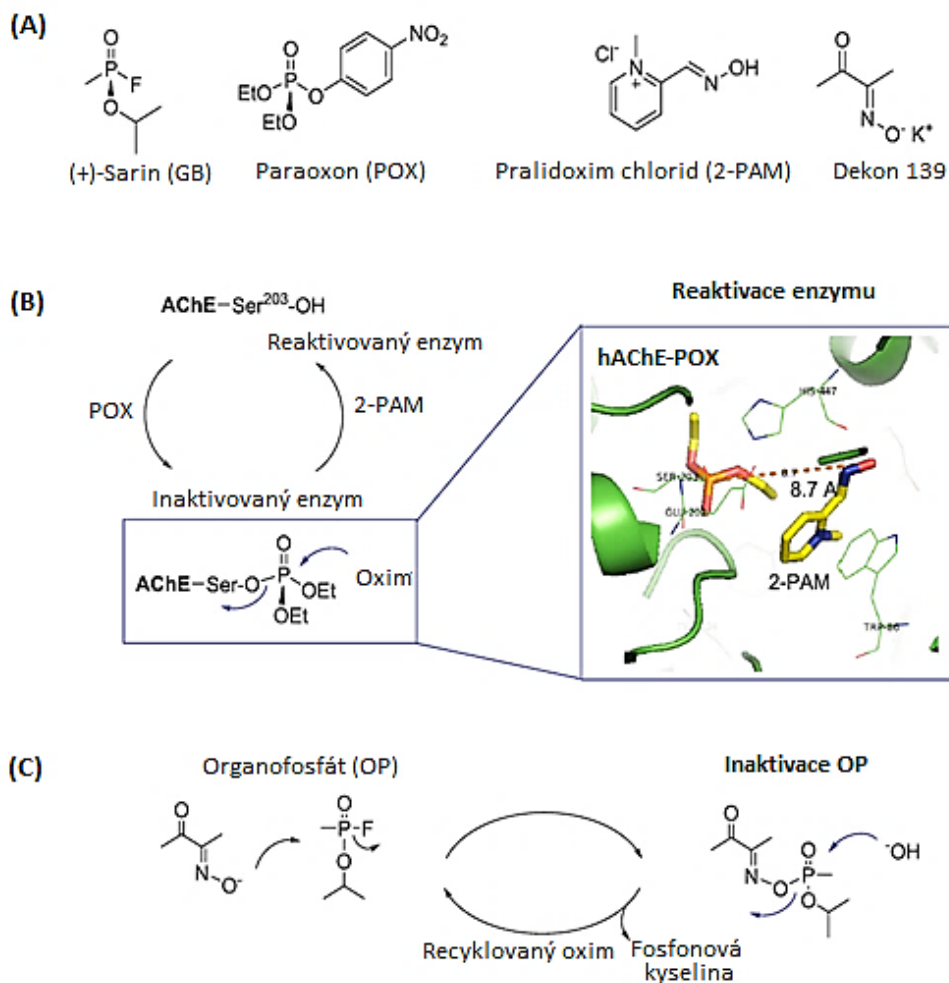 (A)
O
P
F
O
(+)-Sarin (GB)
O
EtO P O
EtO
NO₂
Paraoxon (POX)
Cl⁻
N⁺
N OH
Pralidoxim chlorid (2-PAM)
O
N O⁻ K⁺
Dekon 139
(B)
AChE–Ser²⁰³-OH
Reaktivovaný enzym
POX
2-PAM
Inaktivovaný enzym
O
AChE–Ser-O P OEt
OEt
Oxim
Reaktivace enzymu
hAChE-POX
8.7 A
2-PAM
(C)
Organofosfát (OP)
O
N O⁻
O
P F
O
Recyklovaný oxim
Fosfonová
kyselina
Inaktivace OP
O
N O P
O
O
⁻OH